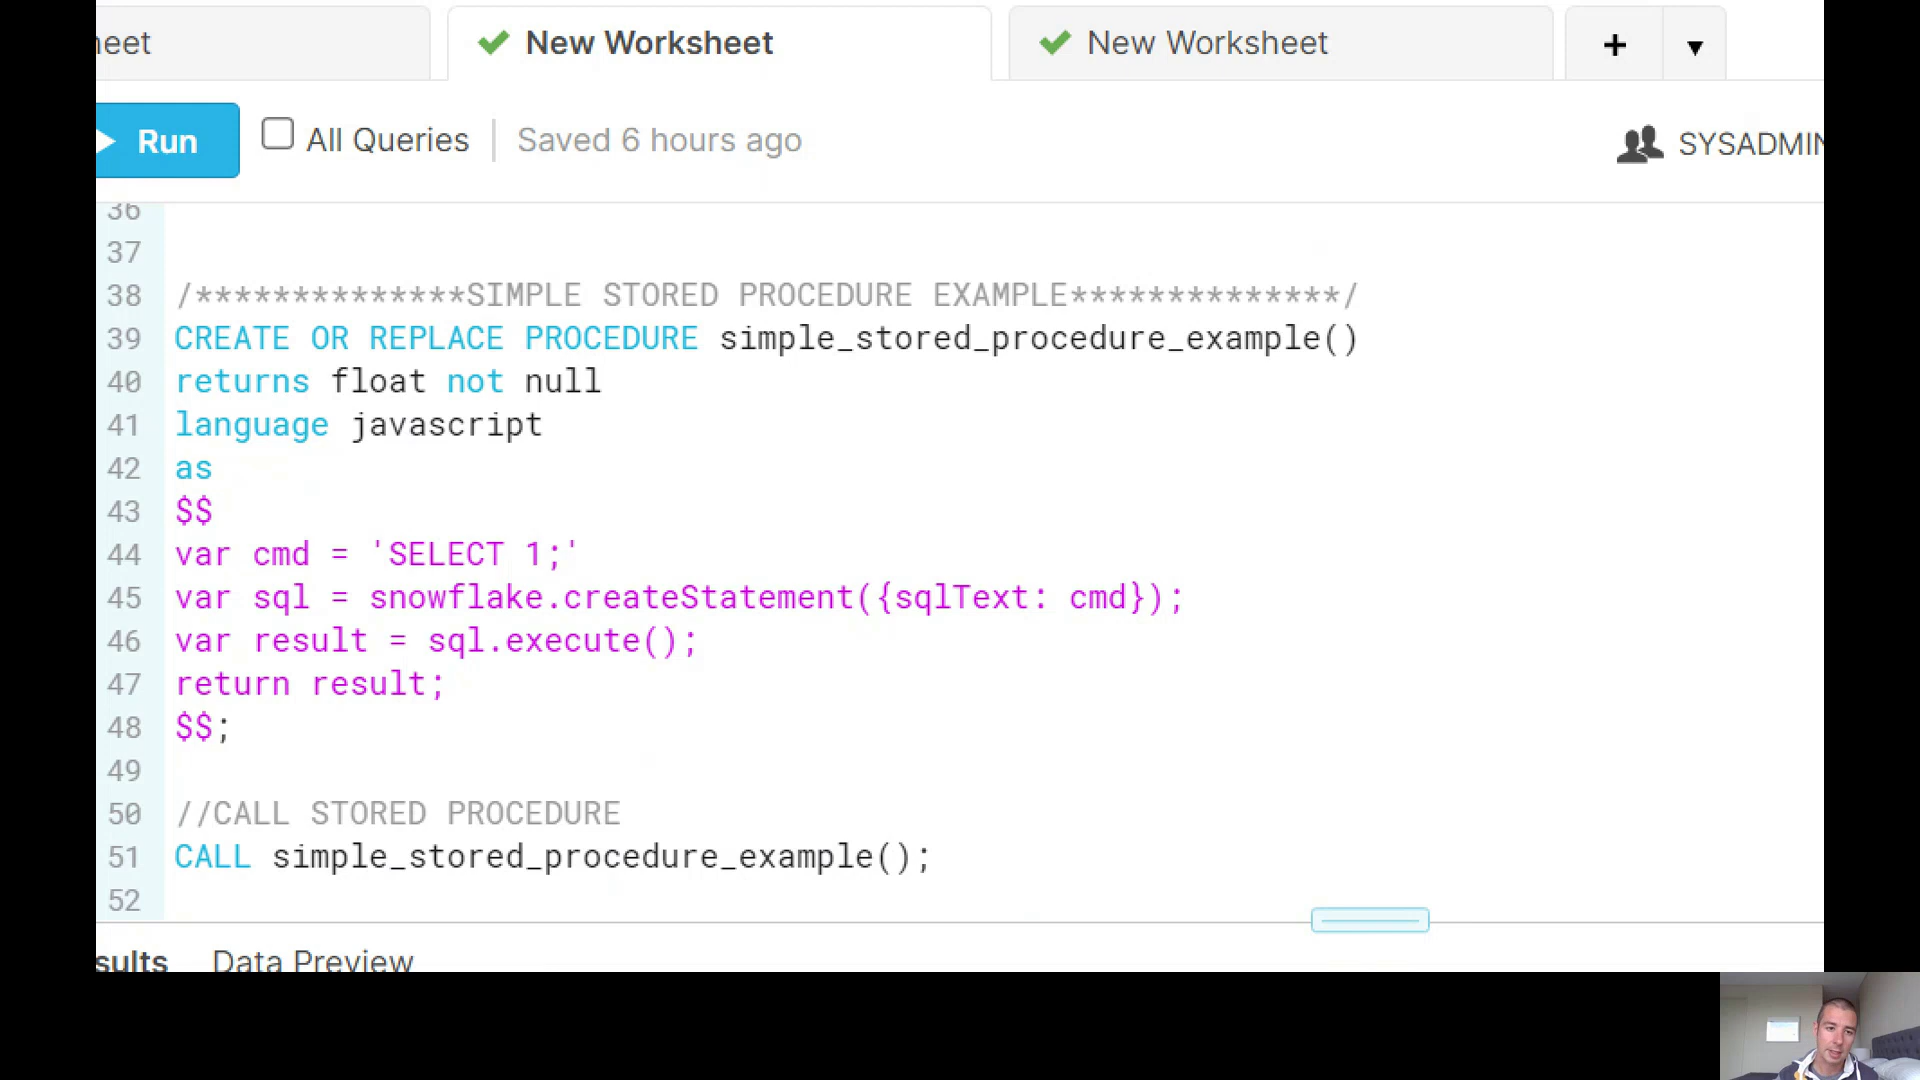 heet
New Worksheet
New Worksheet
+
Run
All Queries
Saved 6 hours ago
SYSADMIN
36
37
38 /**************SIMPLE STORED PROCEDURE EXAMPLE**************/
39 CREATE OR REPLACE PROCEDURE simple_stored_procedure_example()
40 returns float not null
41 language javascript
42 as
43 $$
44 var cmd = 'SELECT 1;'
45 var sql = snowflake.createStatement({sqlText: cmd});
46 var result = sql.execute();
47 return result;
48 $$;
49
50 //CALL STORED PROCEDURE
51 CALL simple_stored_procedure_example();
52
sults
Data Preview